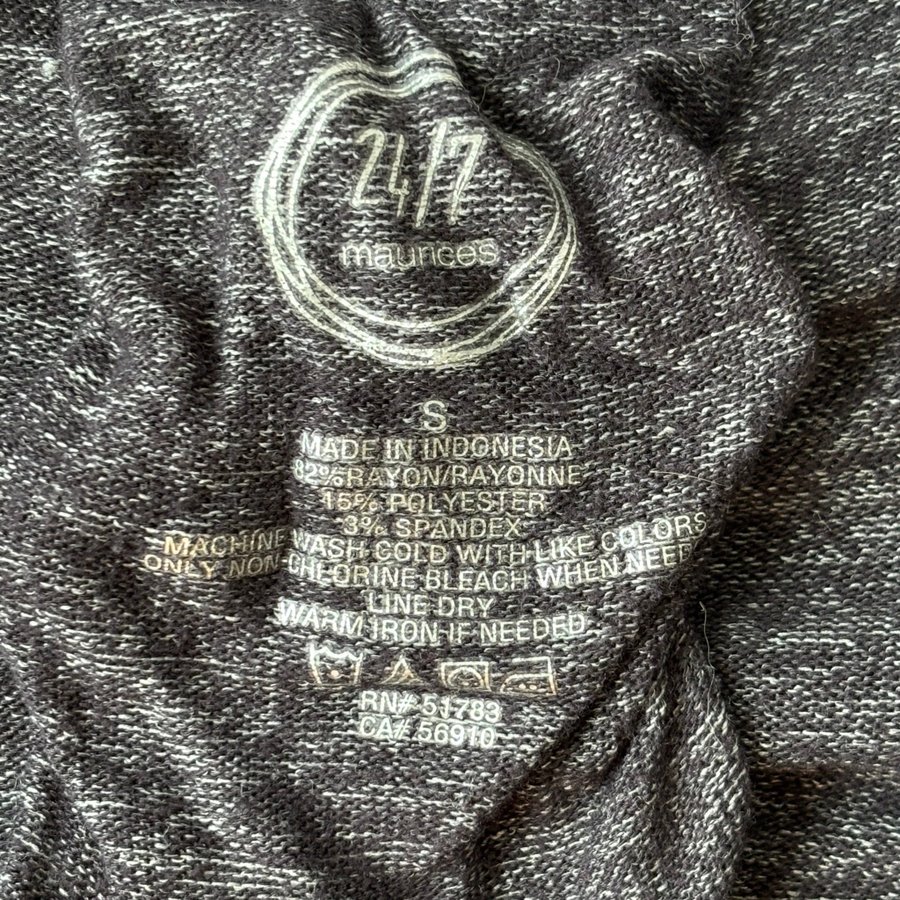 24/7
maurices
S
MADE IN INDONESIA
82% RAYON/RAYONNE
15% POLYESTER
3% SPANDEX
MACHINE WASH COLD WITH LIKE COLORS
ONLY NON-CHLORINE BLEACH WHEN
LINE DRY
WARM IRON IF NEEDED
RN# 51783
CA# 56910